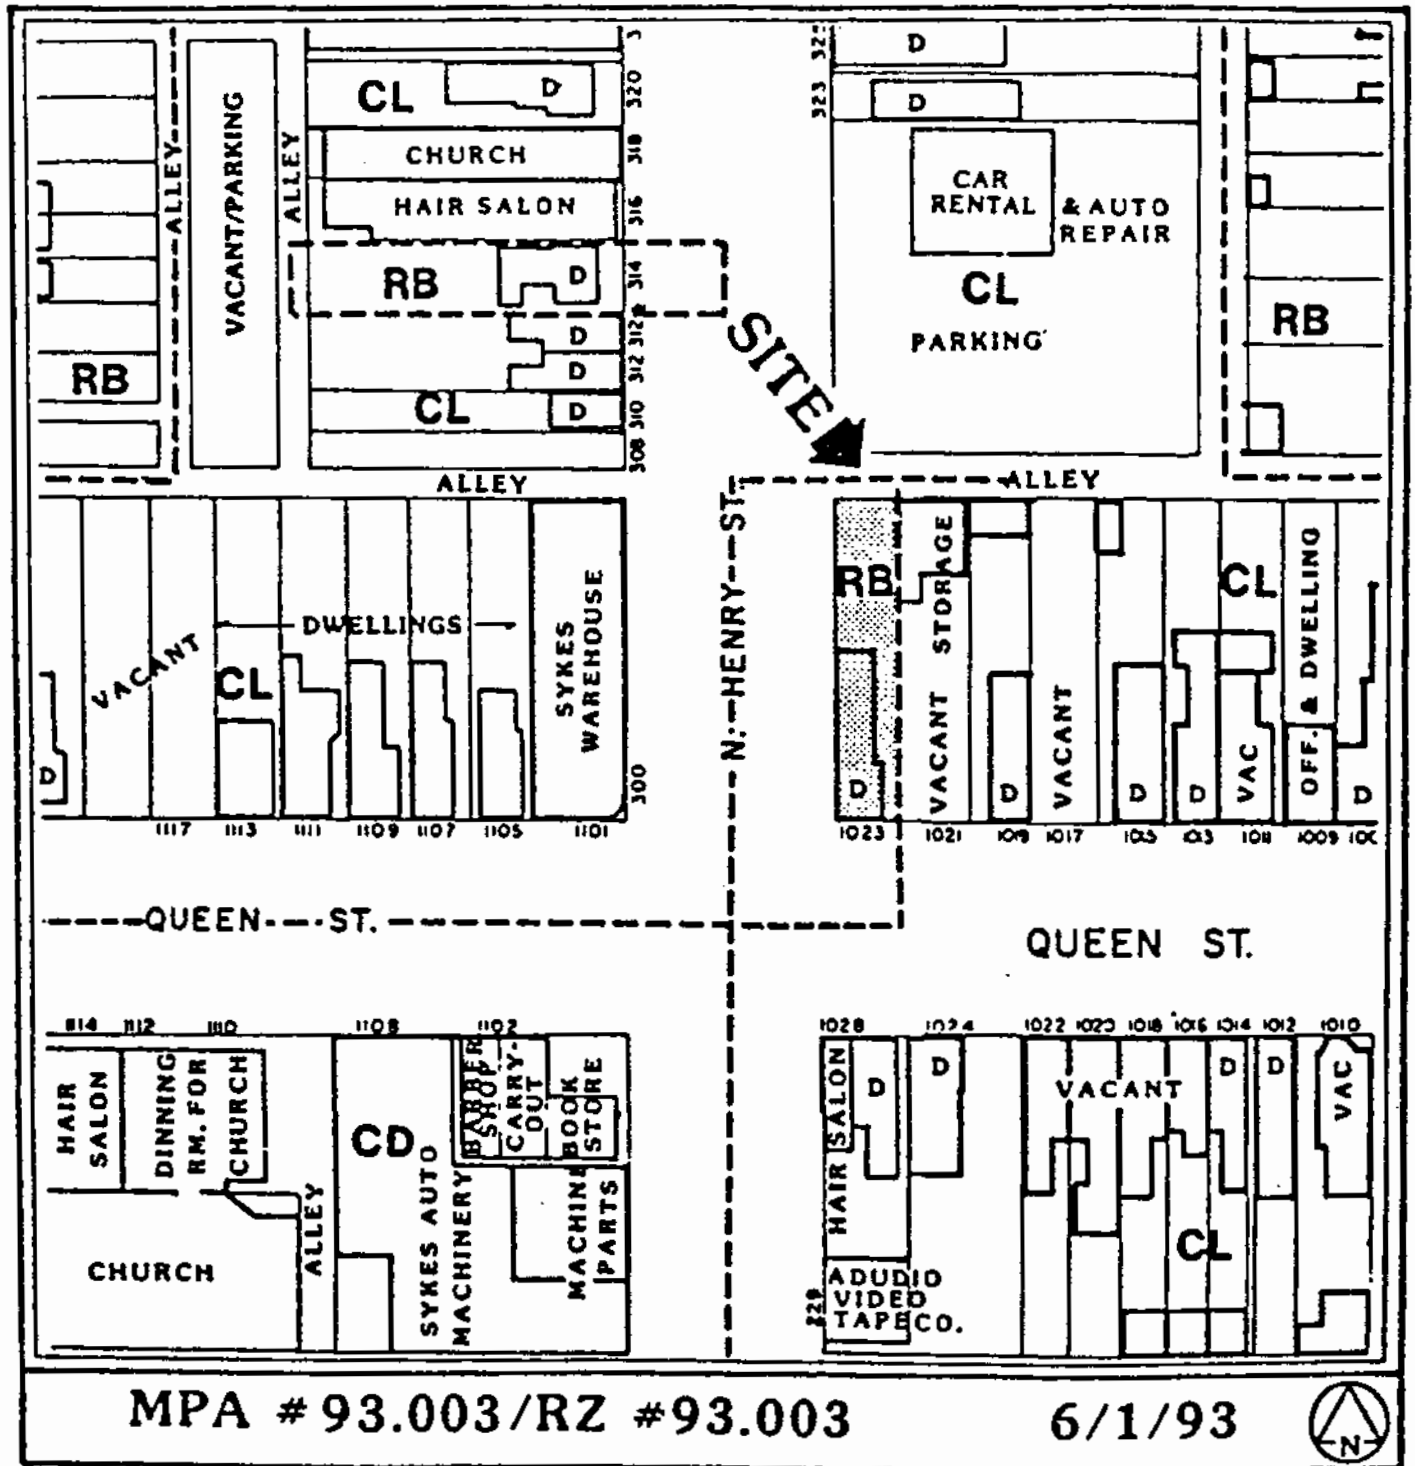 3
320
CL
D
CHURCH
318
HAIR SALON
316
VACANT/PARKING
ALLEY
ALLEY
RB
D
314
D
312½
D
312
RB
CL
D
310
308
ALLEY
D
323
D
CAR
RENTAL
& AUTO
REPAIR
CL
PARKING
RB
SITE
ALLEY
N. HENRY ST.
VACANT
CL
DWELLINGS
SYKES
WAREHOUSE
300
D
1117
1113
1111
1109
1107
1105
1101
RB
D
VACANT STORAGE
D
VACANT
D
D
VAC
CL
OFF. & DWELLING
D
1023
1021
1019
1017
1015
1013
1011
1009
QUEEN ST.
QUEEN ST.
1114
1112
1110
1108
1102
HAIR
SALON
DINNING
RM. FOR
CHURCH
CD
BARBER
SHOP
CARRY-
OUT
BOOK
STORE
SYKES AUTO
MACHINERY
MACHINE
PARTS
ALLEY
CHURCH
1028
1024
1022
1018
1016
1014
1012
1010
HAIR SALON
D
D
VACANT
D
D
VAC
CL
229
ADUDIO
VIDEO
TAPE CO.
MPA #93.003/RZ #93.003
6/1/93
N